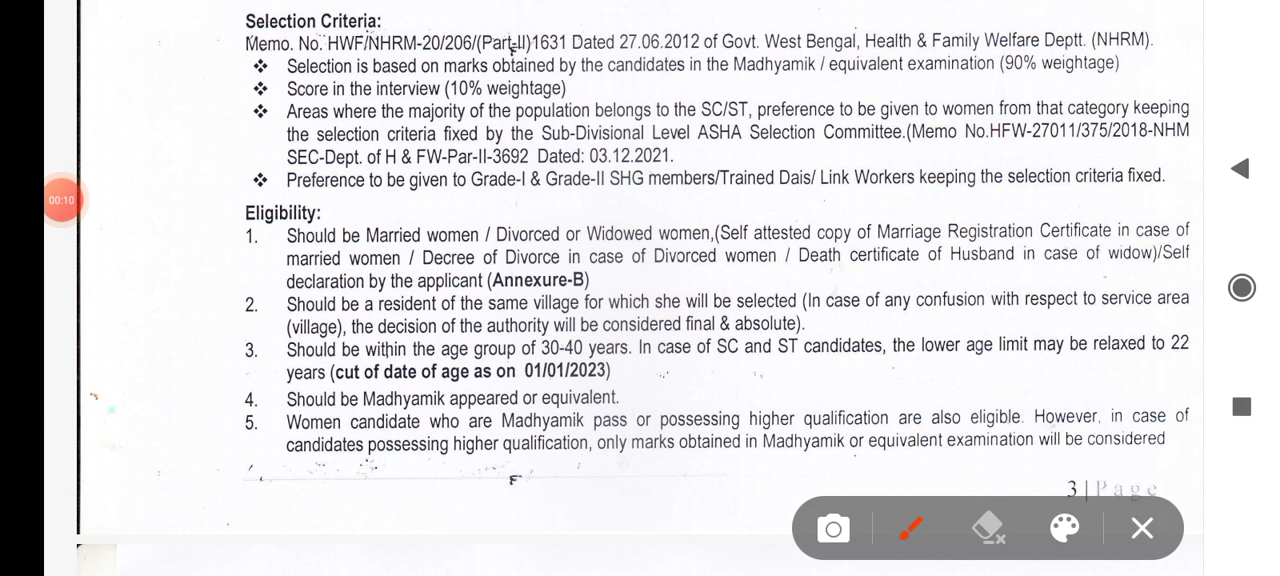 Selection Criteria:
Memo. No. HWF/NHRM-20/206/(Part-II)1631 Dated 27.06.2012 of Govt. West Bengal, Health & Family Welfare Deptt. (NHRM).
❖ Selection is based on marks obtained by the candidates in the Madhyamik / equivalent examination (90% weightage)
❖ Score in the interview (10% weightage)
❖ Areas where the majority of the population belongs to the SC/ST, preference to be given to women from that category keeping
the selection criteria fixed by the Sub-Divisional Level ASHA Selection Committee.(Memo No.HFW-27011/375/2018-NHM
SEC-Dept. of H & FW-Par-II-3692 Dated: 03.12.2021.
❖ Preference to be given to Grade-I & Grade-II SHG members/Trained Dais/ Link Workers keeping the selection criteria fixed.
00:10
Eligibility:
1. Should be Married women / Divorced or Widowed women,(Self attested copy of Marriage Registration Certificate in case of
married women / Decree of Divorce in case of Divorced women / Death certificate of Husband in case of widow)/Self
declaration by the applicant (Annexure-B)
2. Should be a resident of the same village for which she will be selected (In case of any confusion with respect to service area
(village), the decision of the authority will be considered final & absolute).
3. Should be within the age group of 30-40 years. In case of SC and ST candidates, the lower age limit may be relaxed to 22
years (cut of date of age as on 01/01/2023)
4. Should be Madhyamik appeared or equivalent.
5. Women candidate who are Madhyamik pass or possessing higher qualification are also eligible. However, in case of
candidates possessing higher qualification, only marks obtained in Madhyamik or equivalent examination will be considered
3 | Page